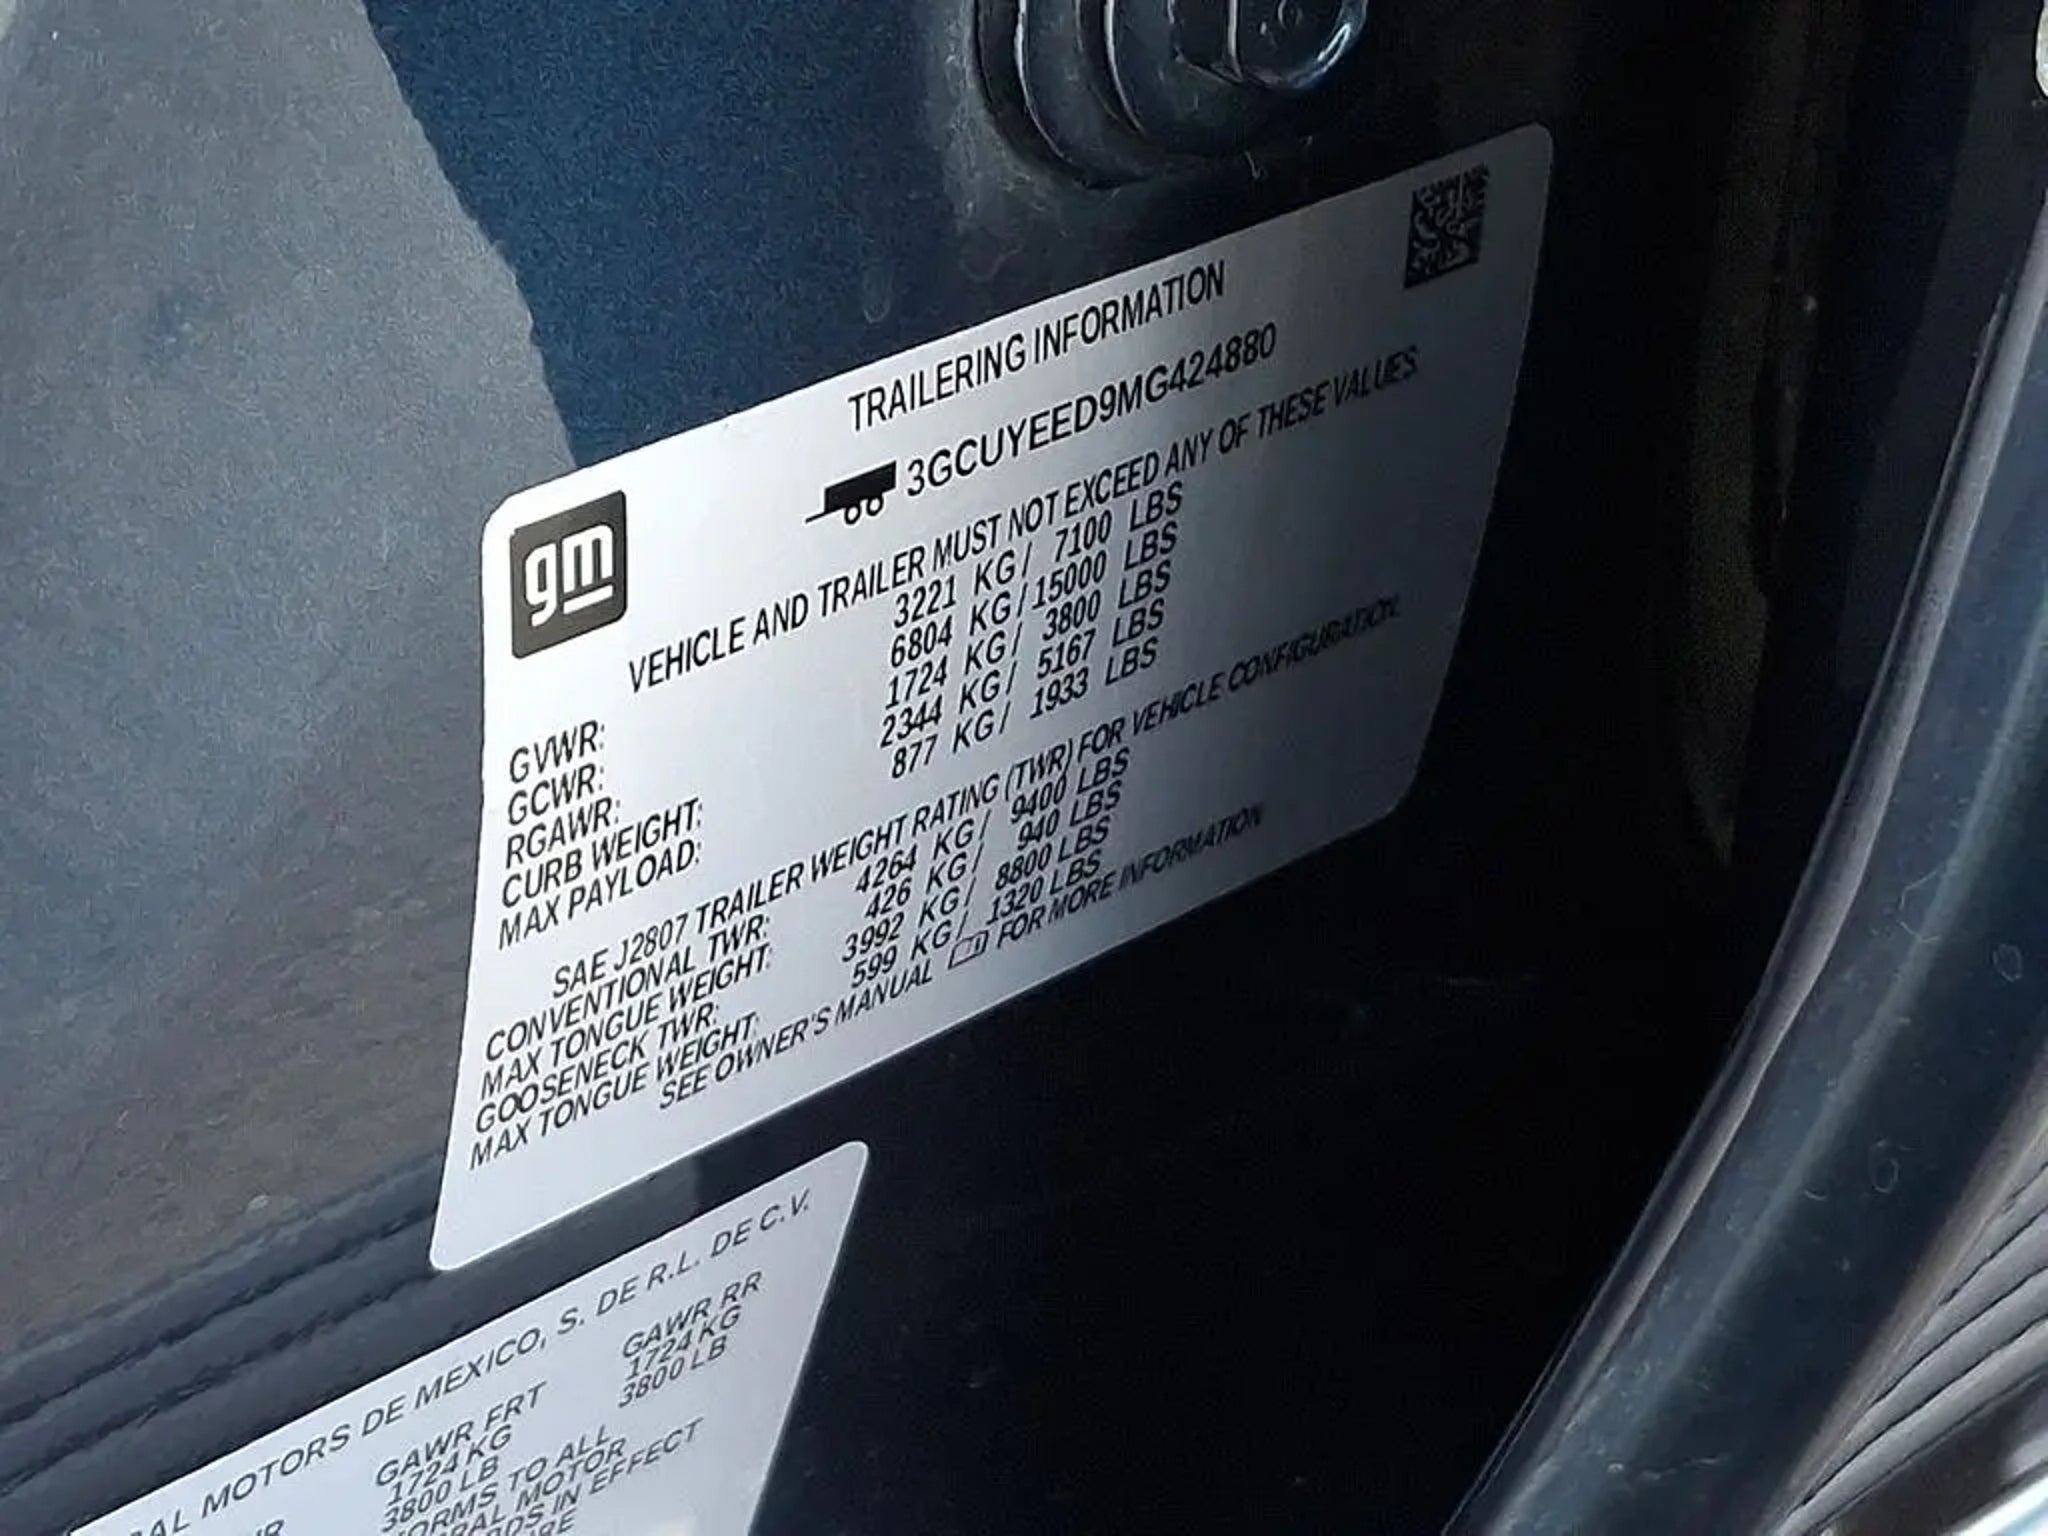 TRAILERING INFORMATION
3GCUYEED9MG424880
gm
VEHICLE AND TRAILER MUST NOT EXCEED ANY OF THESE VALUES
GVWR: 3221 KG/ 7100 LBS
GCWR: 6804 KG/15000 LBS
RGAWR: 1724 KG/ 3800 LBS
CURB WEIGHT: 2344 KG/ 5167 LBS
MAX PAYLOAD: 877 KG/ 1933 LBS
SAE J2807 TRAILER WEIGHT RATING (TWR) FOR VEHICLE CONFIGURATION
CONVENTIONAL TWR: 4264 KG/ 9400 LBS
MAX TONGUE WEIGHT: 426 KG/ 940 LBS
GOOSENECK TWR: 3992 KG/ 8800 LBS
MAX TONGUE WEIGHT: 599 KG/ 1320 LBS
SEE OWNER'S MANUAL FOR MORE INFORMATION
MOTORS DE MEXICO, S. DE R.L. DE C.V.
GAWR FRT GAWR RR
1724 KG 1724 KG
3800 LB 3800 LB
TO ALL
MOTOR
IN EFFECT